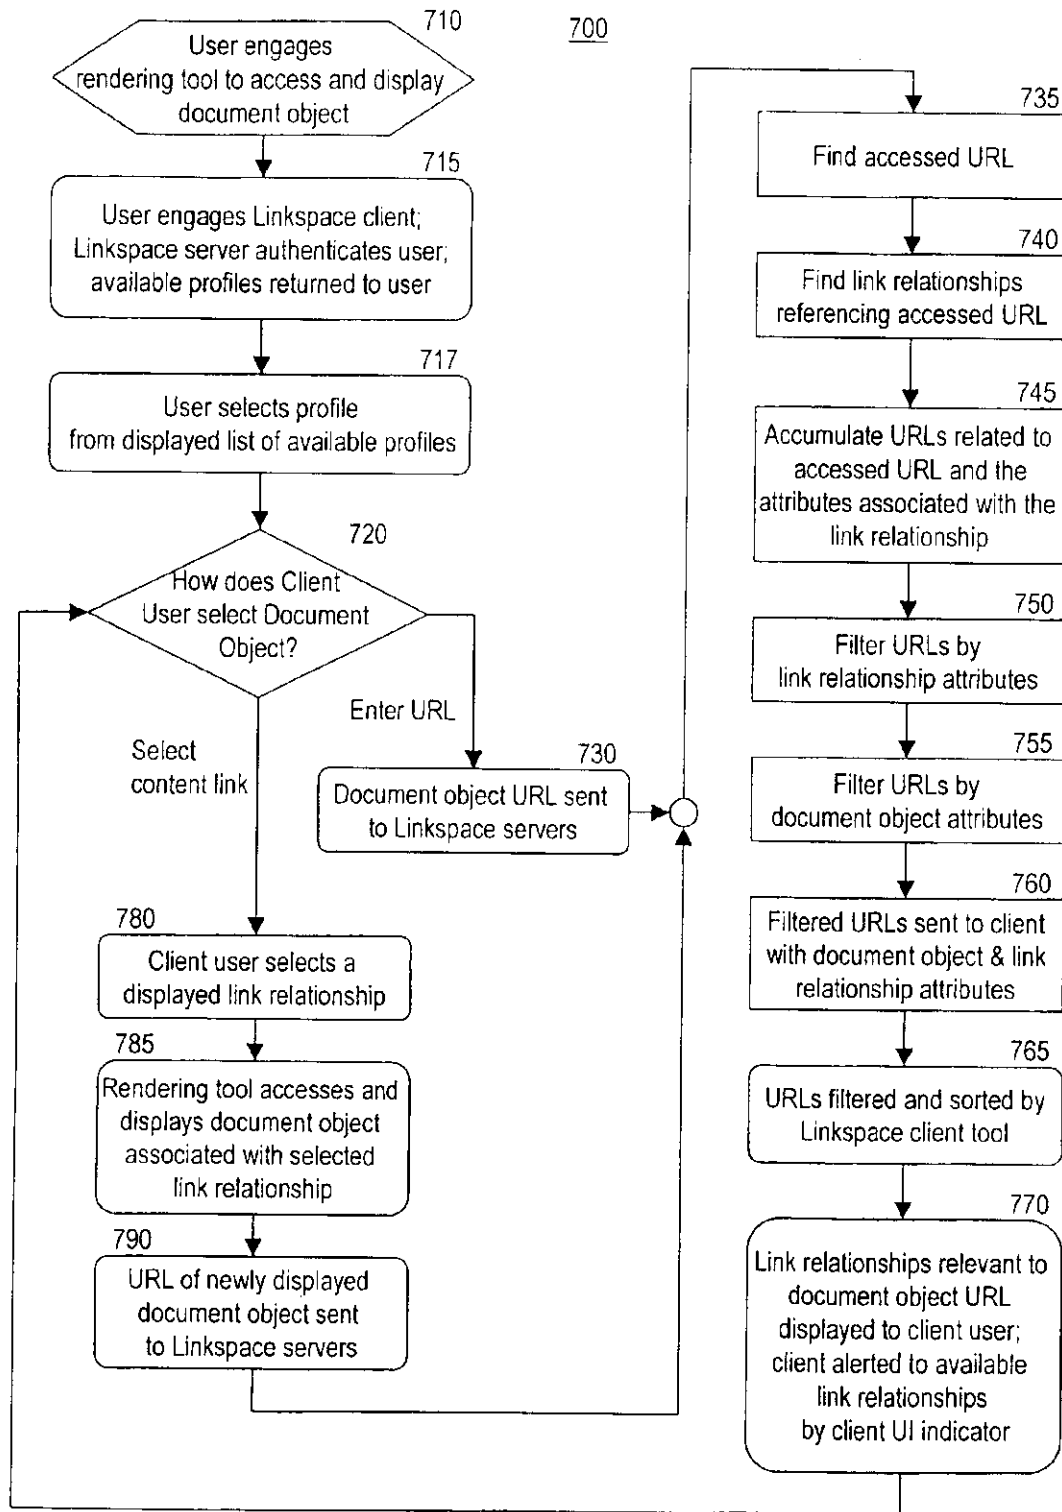 700
710
User engages
rendering tool to access and display
document object
715
User engages Linkspace client;
Linkspace server authenticates user;
available profiles returned to user
717
User selects profile
from displayed list of available profiles
720
How does Client
User select Document
Object?
Enter URL
Select
content link
730
Document object URL sent
to Linkspace servers
780
Client user selects a
displayed link relationship
785
Rendering tool accesses and
displays document object
associated with selected
link relationship
790
URL of newly displayed
document object sent
to Linkspace servers
735
Find accessed URL
740
Find link relationships
referencing accessed URL
745
Accumulate URLs related to
accessed URL and the
attributes associated with the
link relationship
750
Filter URLs by
link relationship attributes
755
Filter URLs by
document object attributes
760
Filtered URLs sent to client
with document object & link
relationship attributes
765
URLs filtered and sorted by
Linkspace client tool
770
Link relationships relevant to
document object URL
displayed to client user;
client alerted to available
link relationships
by client UI indicator